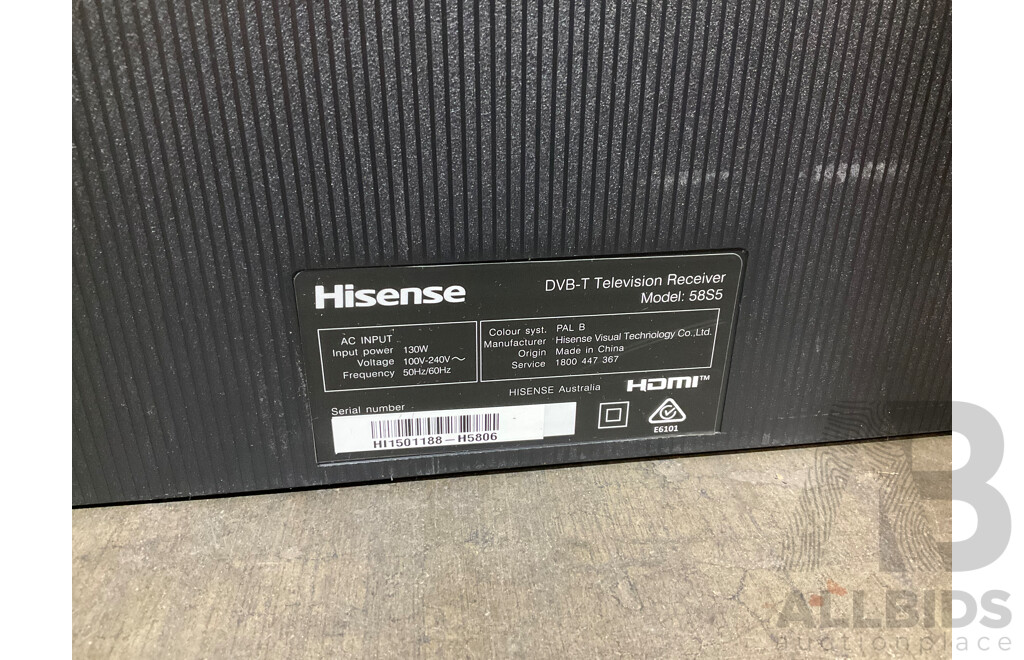 Hisense
DVB-T Television Receiver
Model: 58S5
AC INPUT
Input power 130W
Voltage 100V-240V～
Frequency 50Hz/60Hz
Colour syst. PAL B
Manufacturer Hisense Visual Technology Co.,Ltd.
Origin Made in China
Service 1800 447 367
HISENSE Australia
HDMI™
Serial number
HI1501188-H5806
E6101
AB
ALLBIDS
auctionplace